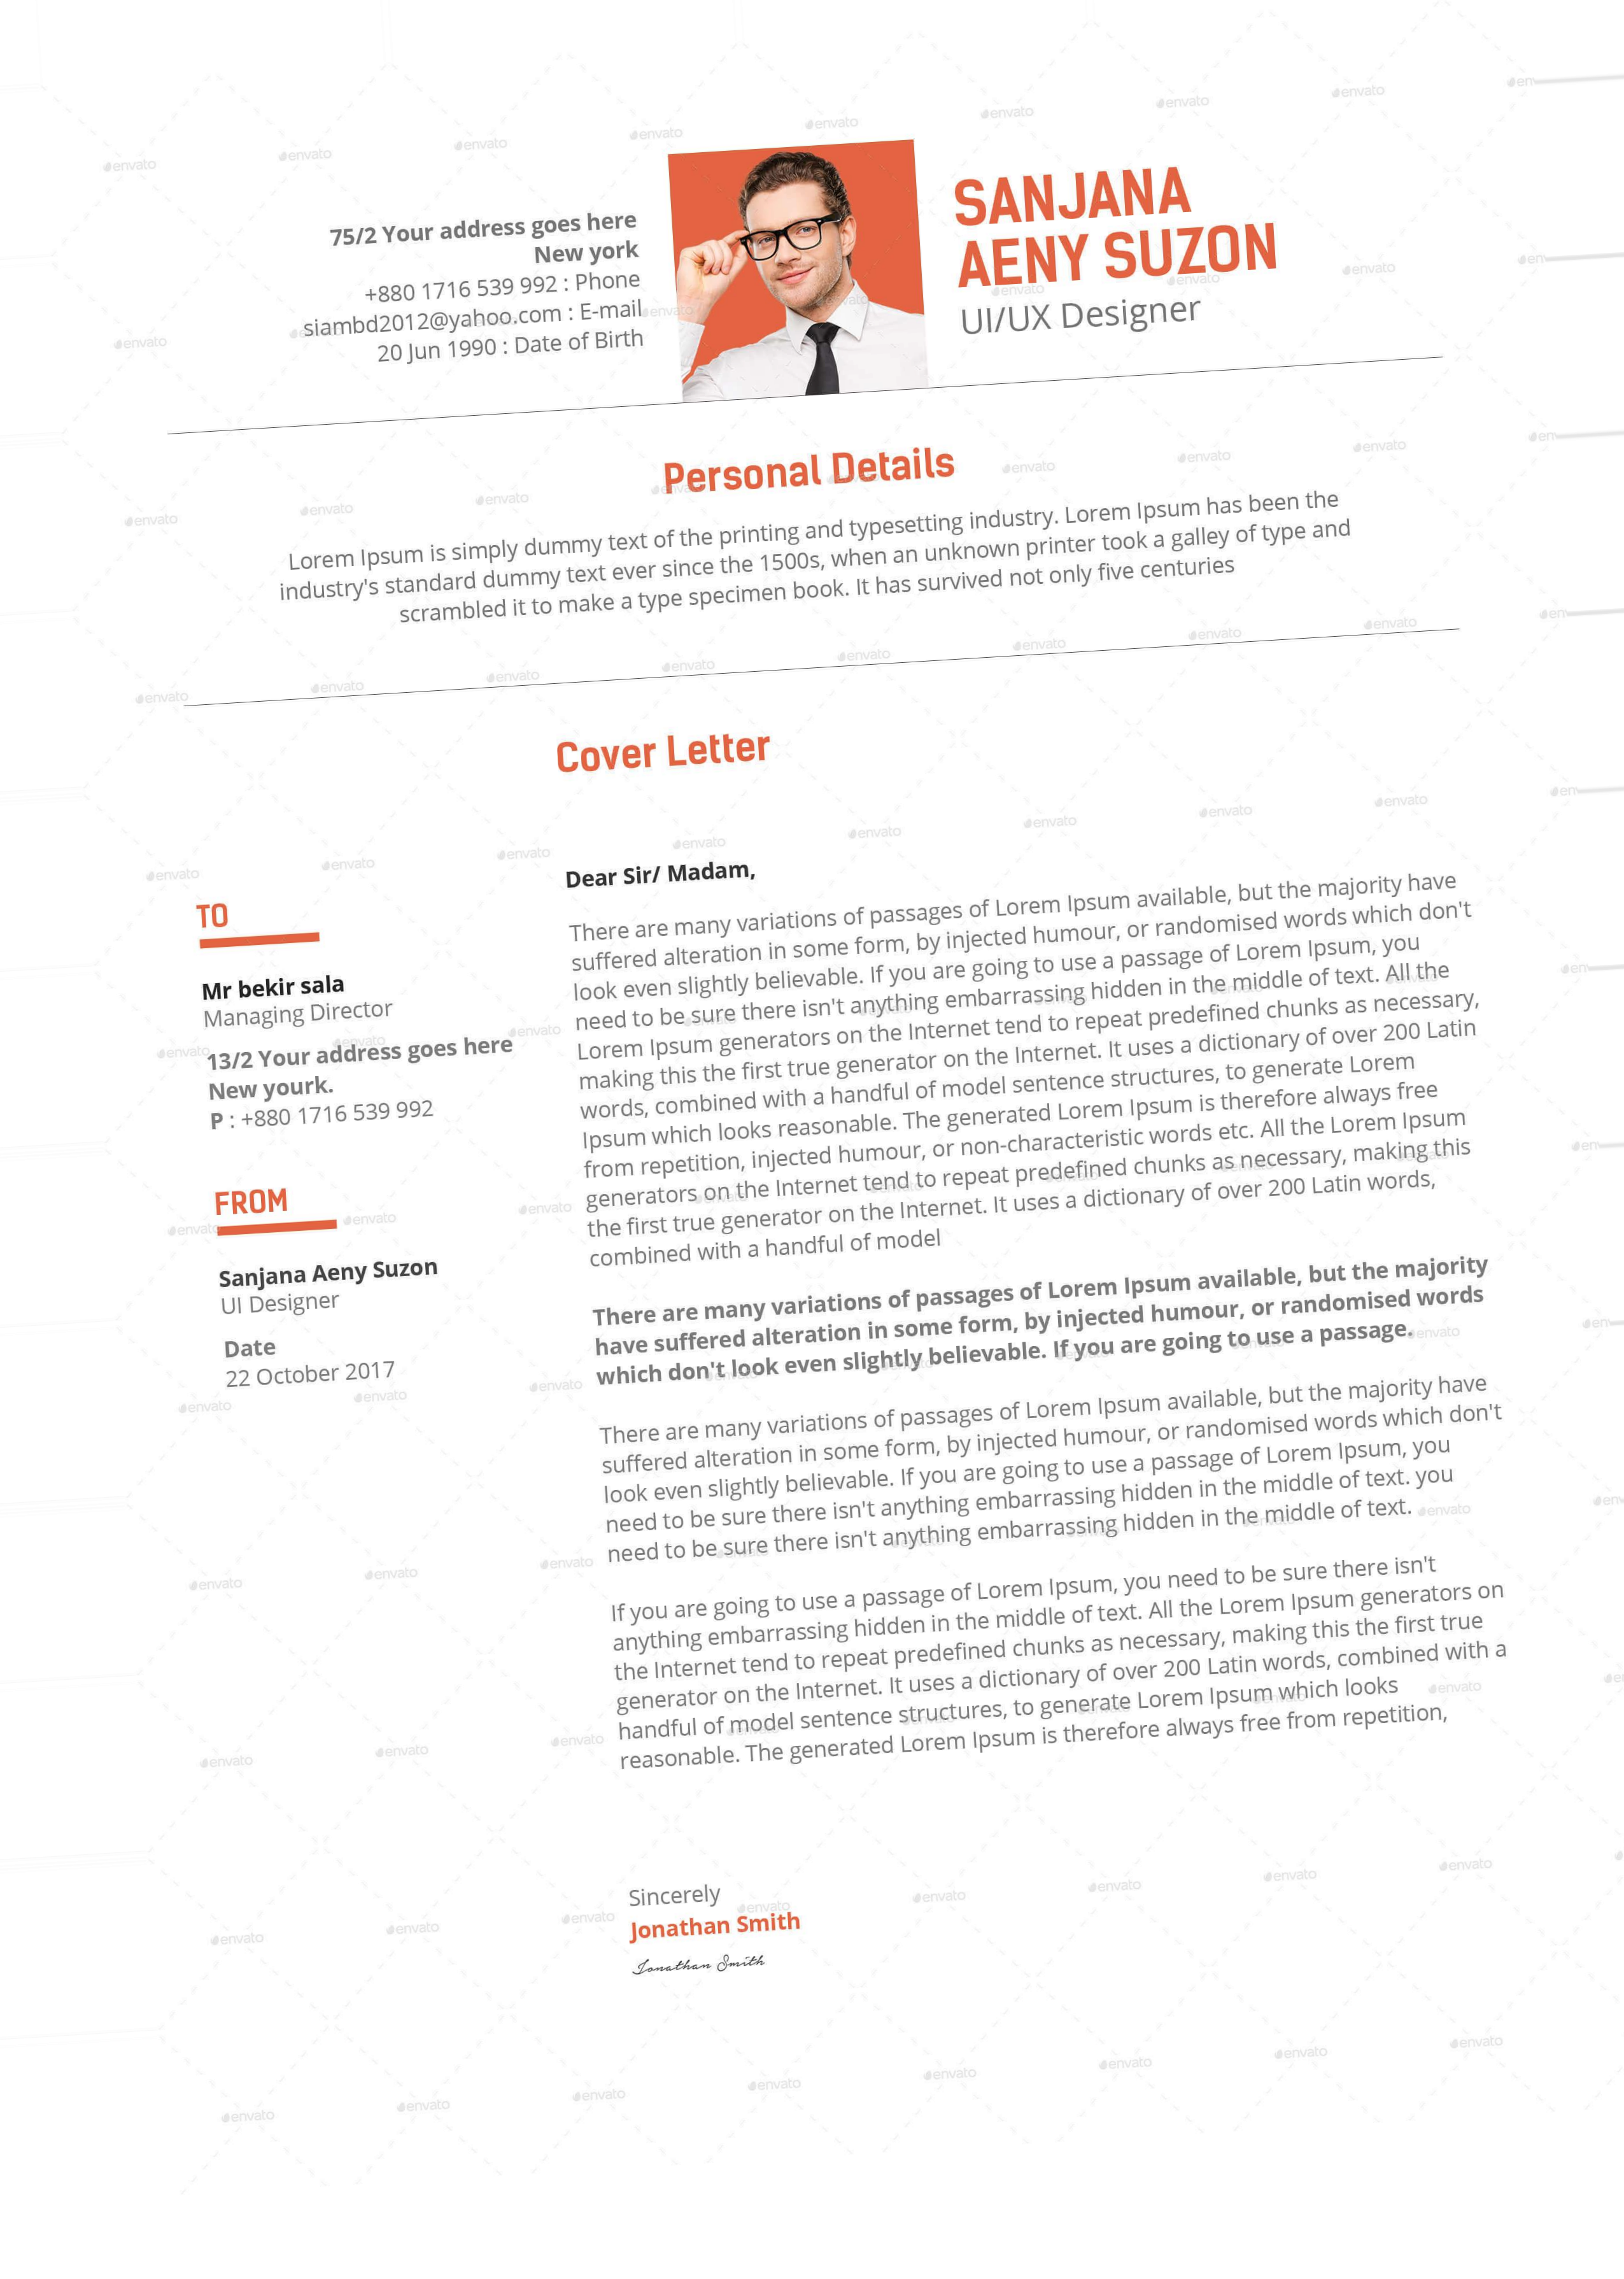 75/2 Your address goes here
New york
+880 1716 539 992 : Phone
siambd2012@yahoo.com : E-mail
20 Jun 1990 : Date of Birth
SANJANA
AENY SUZON
UI/UX Designer
Personal Details
Lorem Ipsum is simply dummy text of the printing and typesetting industry. Lorem Ipsum has been the
industry's standard dummy text ever since the 1500s, when an unknown printer took a galley of type and
scrambled it to make a type specimen book. It has survived not only five centuries
Cover Letter
TO
Mr bekir sala
Managing Director
13/2 Your address goes here
New yourk.
P : +880 1716 539 992
FROM
Sanjana Aeny Suzon
UI Designer
Date
22 October 2017
Dear Sir/ Madam,
There are many variations of passages of Lorem Ipsum available, but the majority have
suffered alteration in some form, by injected humour, or randomised words which don't
look even slightly believable. If you are going to use a passage of Lorem Ipsum, you
need to be sure there isn't anything embarrassing hidden in the middle of text. All the
Lorem Ipsum generators on the Internet tend to repeat predefined chunks as necessary,
making this the first true generator on the Internet. It uses a dictionary of over 200 Latin
words, combined with a handful of model sentence structures, to generate Lorem
Ipsum which looks reasonable. The generated Lorem Ipsum is therefore always free
from repetition, injected humour, or non-characteristic words etc. All the Lorem Ipsum
generators on the Internet tend to repeat predefined chunks as necessary, making this
the first true generator on the Internet. It uses a dictionary of over 200 Latin words,
combined with a handful of model
There are many variations of passages of Lorem Ipsum available, but the majority
have suffered alteration in some form, by injected humour, or randomised words
which don't look even slightly believable. If you are going to use a passage.
There are many variations of passages of Lorem Ipsum available, but the majority have
suffered alteration in some form, by injected humour, or randomised words which don't
look even slightly believable. If you are going to use a passage of Lorem Ipsum, you
need to be sure there isn't anything embarrassing hidden in the middle of text. you
need to be sure there isn't anything embarrassing hidden in the middle of text.
If you are going to use a passage of Lorem Ipsum, you need to be sure there isn't
anything embarrassing hidden in the middle of text. All the Lorem Ipsum generators on
the Internet tend to repeat predefined chunks as necessary, making this the first true
generator on the Internet. It uses a dictionary of over 200 Latin words, combined with a
handful of model sentence structures, to generate Lorem Ipsum which looks
reasonable. The generated Lorem Ipsum is therefore always free from repetition,
Sincerely
Jonathan Smith
Jonathan Smith
envato